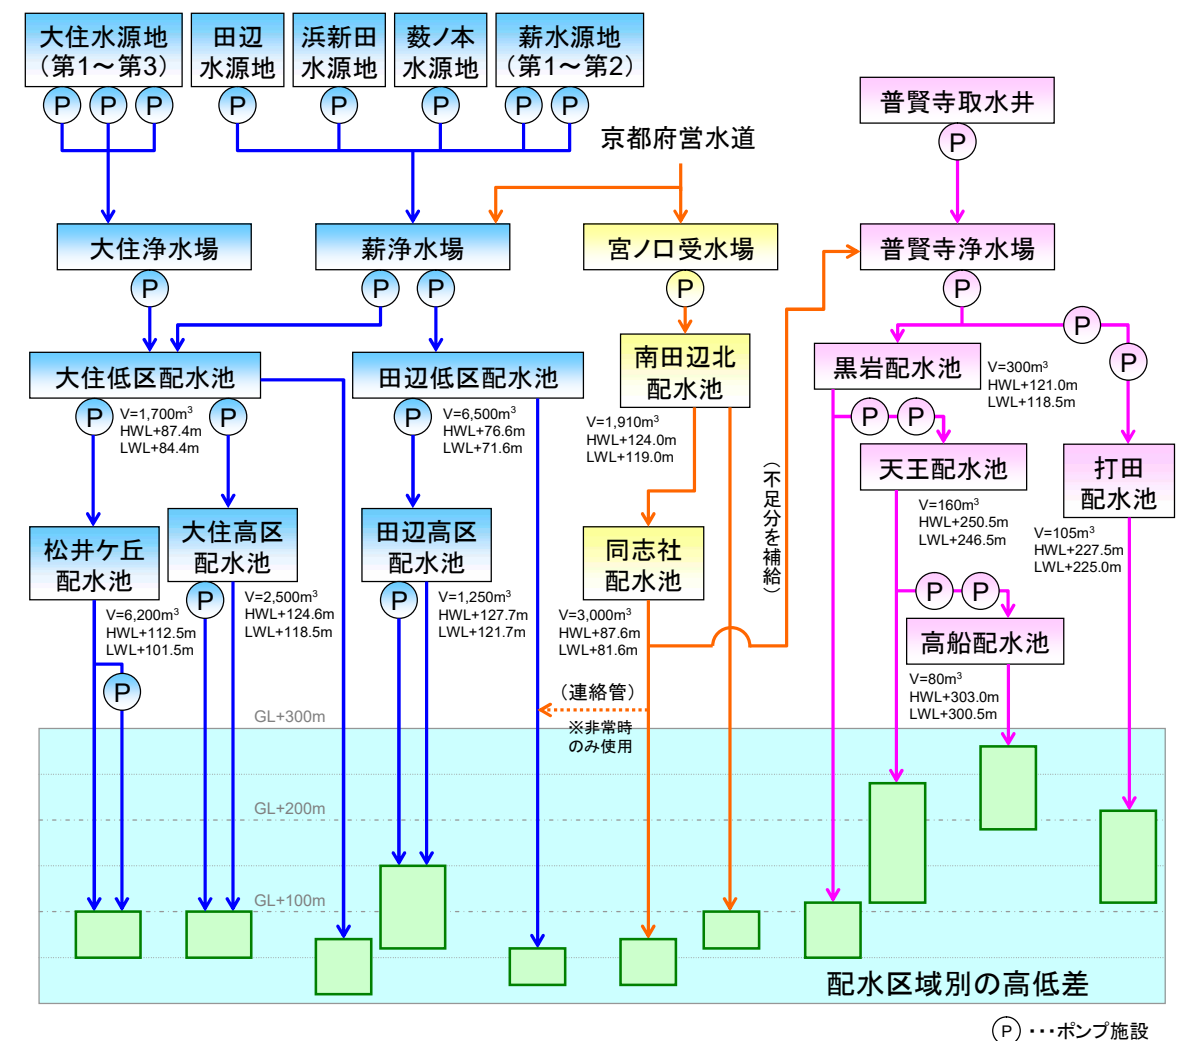 大住水源地
（第1～第3）
田辺
水源地
浜新田
水源地
薮ノ本
水源地
薪水源地
（第1～第2）
普賢寺取水井
P
P
P
P
P
P
P
P
P
京都府営水道
大住浄水場
薪浄水場
宮ノ口受水場
普賢寺浄水場
P
P
P
P
P
P
P
大住低区配水池
V=1,700m³
HWL+87.4m
LWL+84.4m
田辺低区配水池
V=6,500m³
HWL+76.6m
LWL+71.6m
南田辺北
配水池
V=1,910m³
HWL+124.0m
LWL+119.0m
黒岩配水池
V=300m³
HWL+121.0m
LWL+118.5m
P
P
P
P
P
天王配水池
V=160m³
HWL+250.5m
LWL+246.5m
打田
配水池
V=105m³
HWL+227.5m
LWL+225.0m
（不足分を補給）
松井ケ丘
配水池
V=6,200m³
HWL+112.5m
LWL+101.5m
大住高区
配水池
V=2,500m³
HWL+124.6m
LWL+118.5m
田辺高区
配水池
V=1,250m³
HWL+127.7m
LWL+121.7m
同志社
配水池
V=3,000m³
HWL+87.6m
LWL+81.6m
P
P
P
P
P
高船配水池
V=80m³
HWL+303.0m
LWL+300.5m
P
（連絡管）
※非常時
のみ使用
GL+300m
GL+200m
GL+100m
配水区域別の高低差
P ・・・ポンプ施設